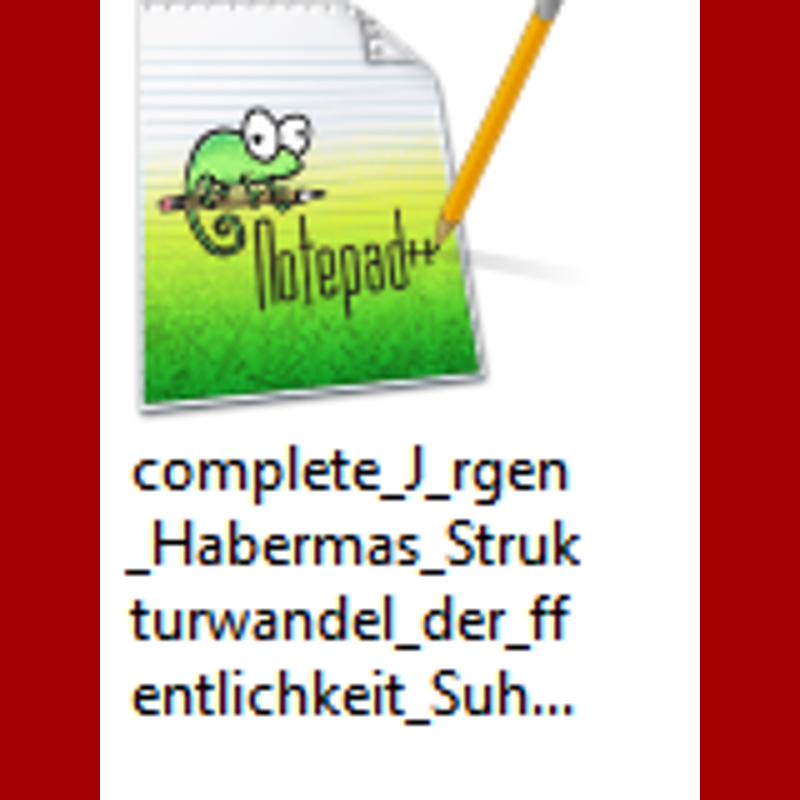 Notepad++
complete_J_rgen
_Habermas_Struk
turwandel_der_ff
entlichkeit_Suh...